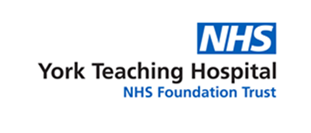 NHS
York Teaching Hospital
NHS Foundation Trust